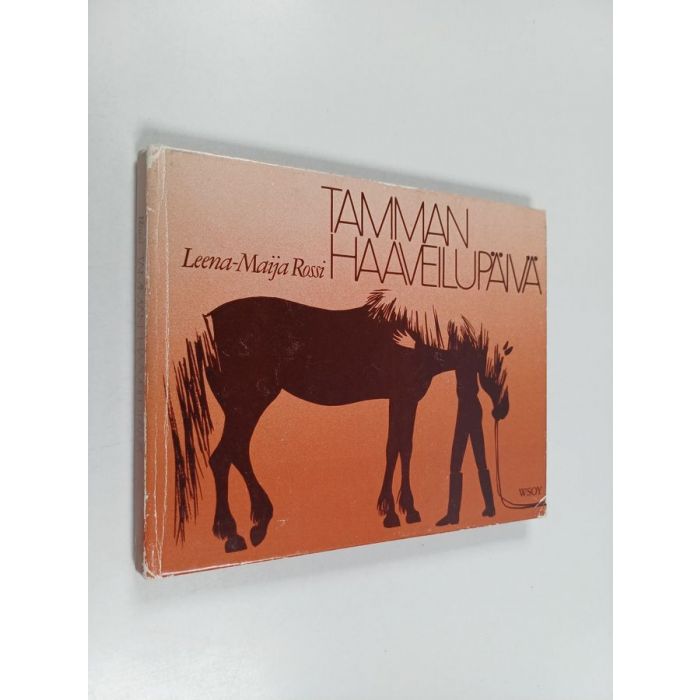 TAMMAN
HAAVEILUPÄIVÄ
Leena-Maija Rossi
WSOY